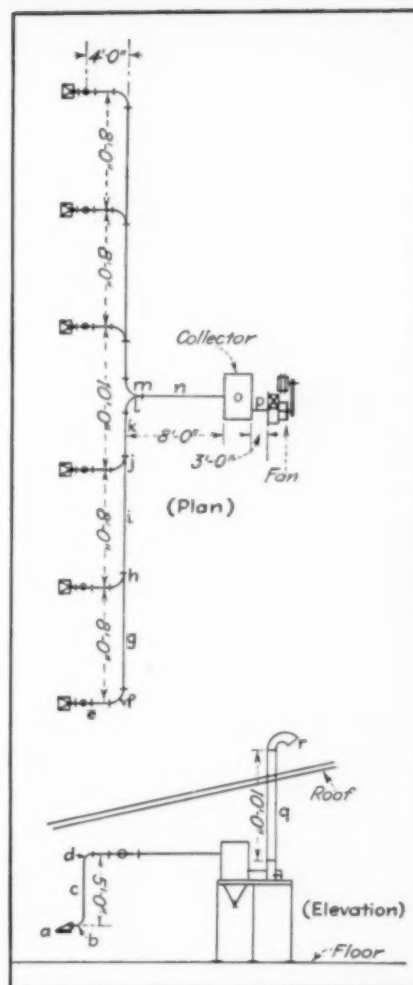 4'-0"
8'-0"
8'-0"
Collector
m
n
p
l
k
10'-0"
8'-0"
3'-0"
Fan
j
(Plan)
i
8'-0"
h
g
8'-0"
e
f
r
Roof
10'-0"
q
d
c
5'-0"
a
b
(Elevation)
Floor